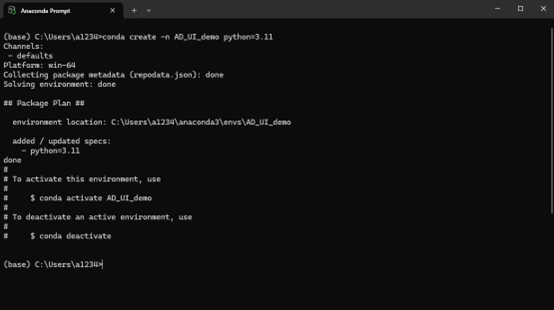 Anaconda Prompt
(base) C:\Users\a1234>conda create -n AD_UI_demo python=3.11
Channels:
- defaults
Platform: win-64
Collecting package metadata (repodata.json): done
Solving environment: done
## Package Plan ##
environment location: C:\Users\a1234\anaconda3\envs\AD_UI_demo
added / updated specs:
- python=3.11
done
#
# To activate this environment, use
#
#     $ conda activate AD_UI_demo
#
# To deactivate an active environment, use
#
#     $ conda deactivate
(base) C:\Users\a1234>